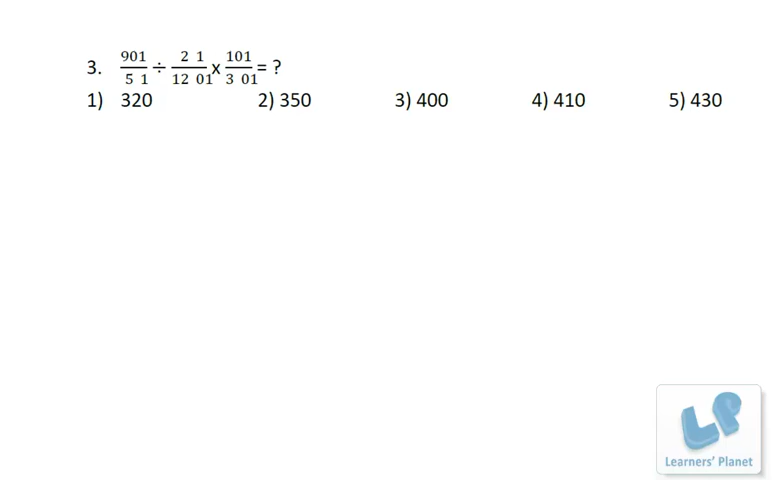 3. 901/5 1 ÷ 2 1/12 01 x 101/3 01 = ?
1) 320 2) 350 3) 400 4) 410 5) 430
LP
Learners' Planet